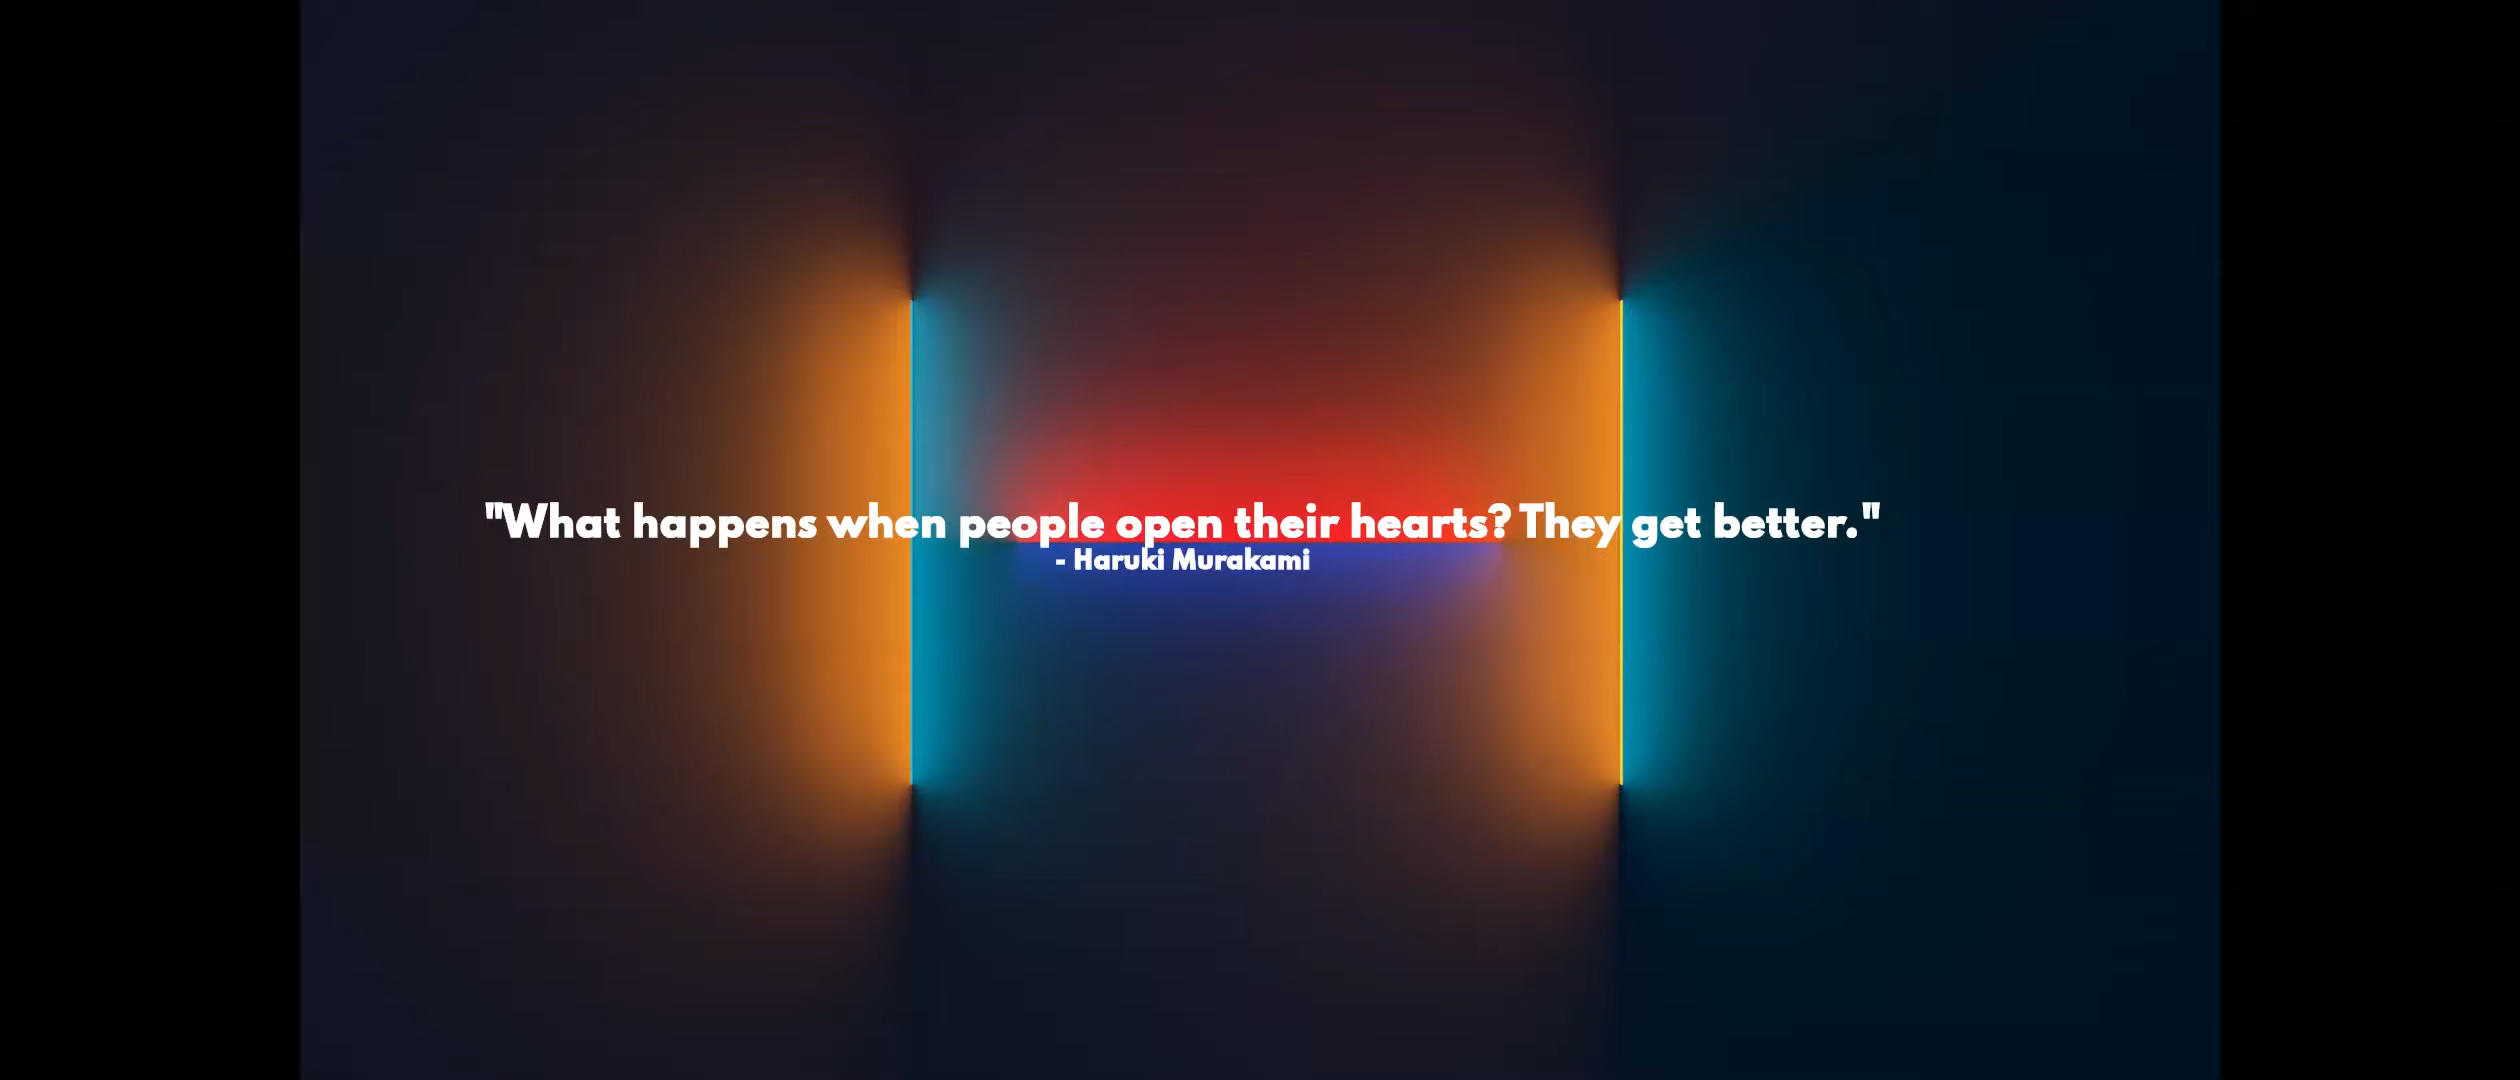 "What happens when people open their hearts? They get better."
- Haruki Murakami